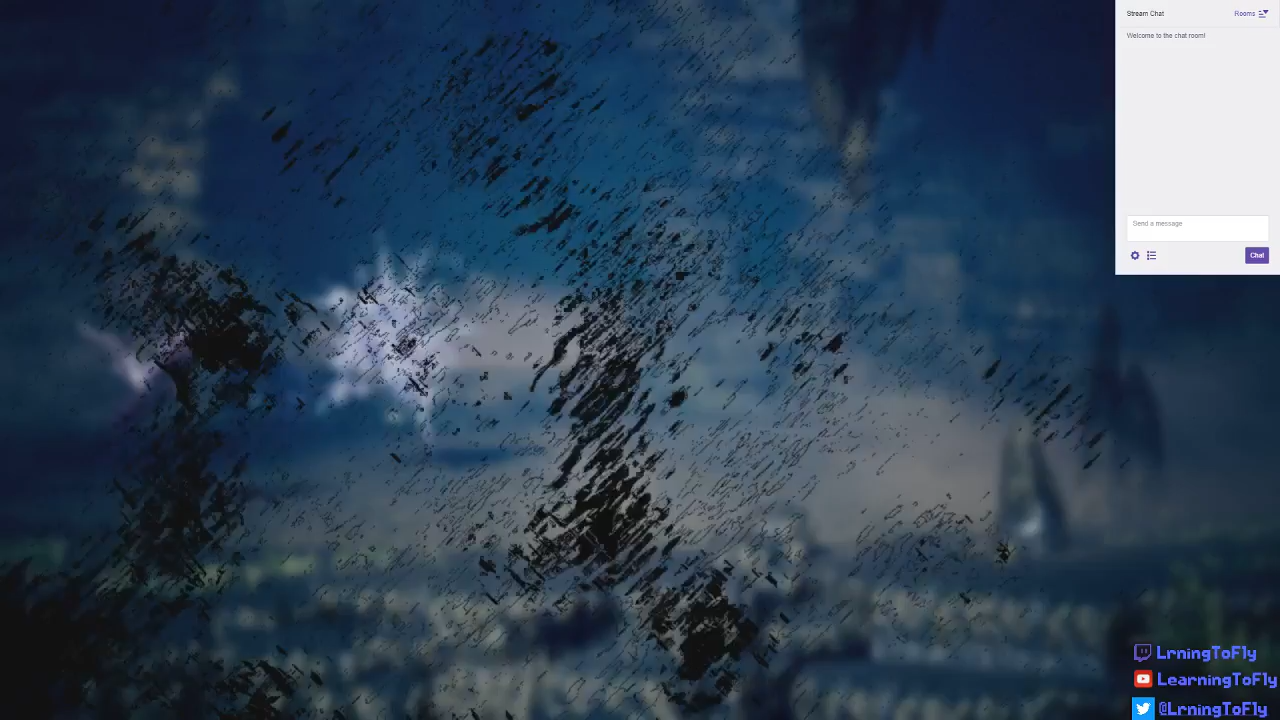 Stream Chat
Rooms
Welcome to the chat room!
Send a message
Chat
LrningToFly
LearningToFly
@LrningToFly